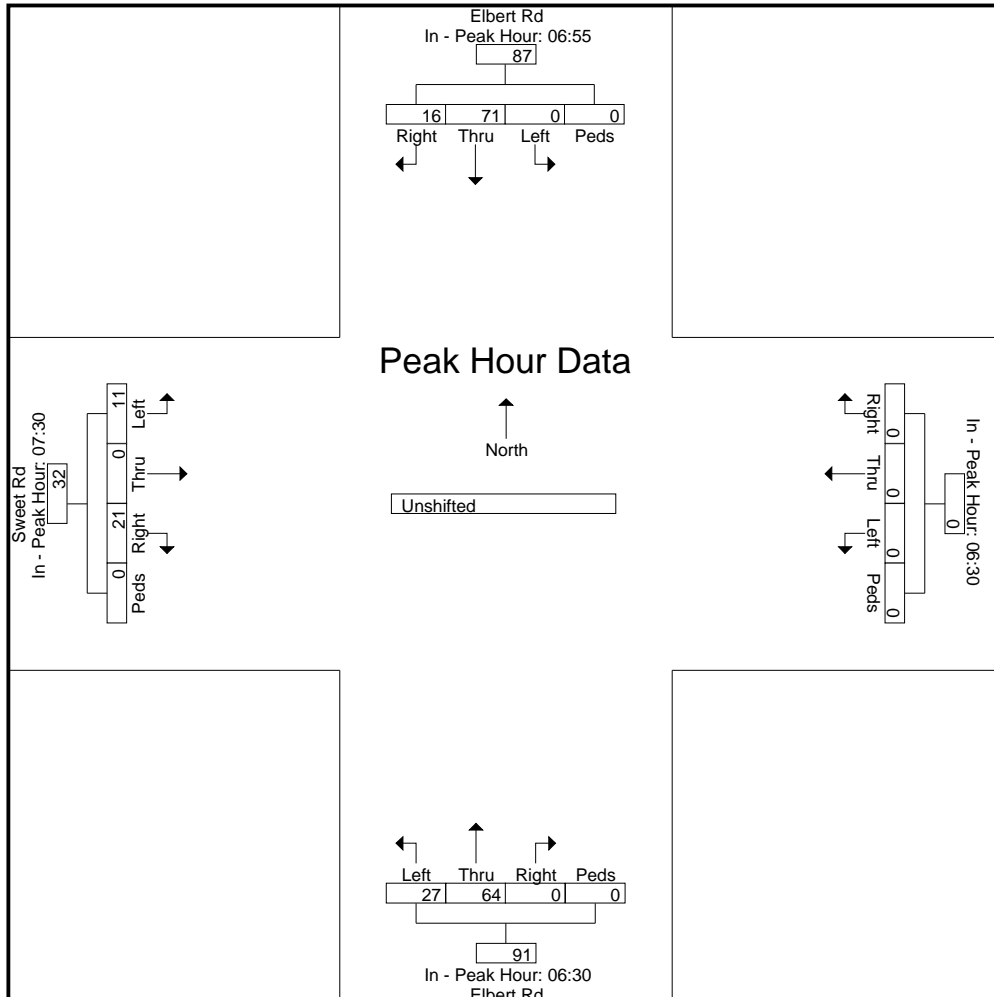 Elbert Rd
In - Peak Hour: 06:55
87
16 71 0 0
Right Thru Left Peds
Peak Hour Data
North
Unshifted
Sweet Rd
In - Peak Hour: 07:30
32
11 0 21 0
Left Thru Right Peds
In - Peak Hour: 06:30
0
0 0 0 0
Right Thru Left Peds
Left Thru Right Peds
27 64 0 0
91
In - Peak Hour: 06:30
Elbert Rd